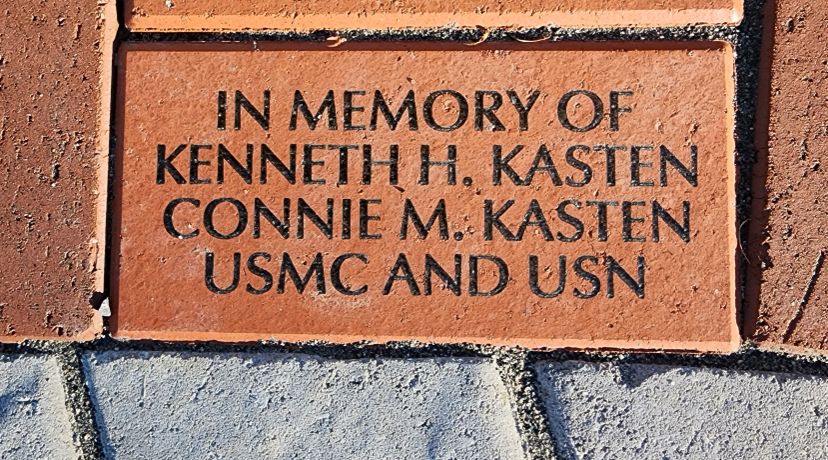 IN MEMORY OF
KENNETH H. KASTEN
CONNIE M. KASTEN
USMC AND USN